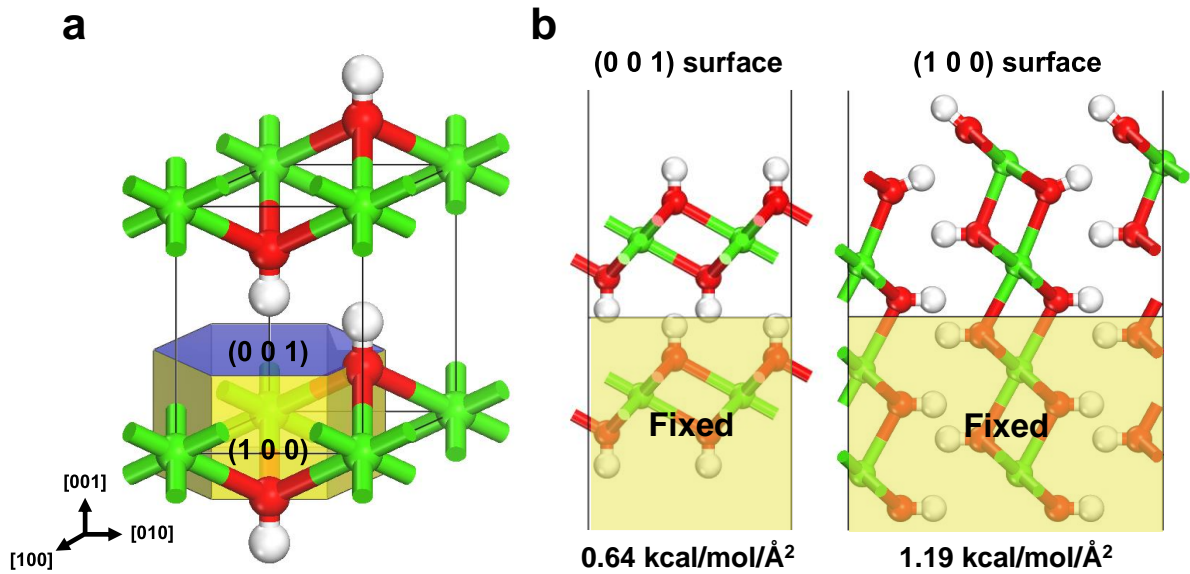 a
b
(0 0 1) surface
(1 0 0) surface
(0 0 1)
(1 0 0)
[001]
[010]
[100]
Fixed
Fixed
0.64 kcal/mol/Å²
1.19 kcal/mol/Å²